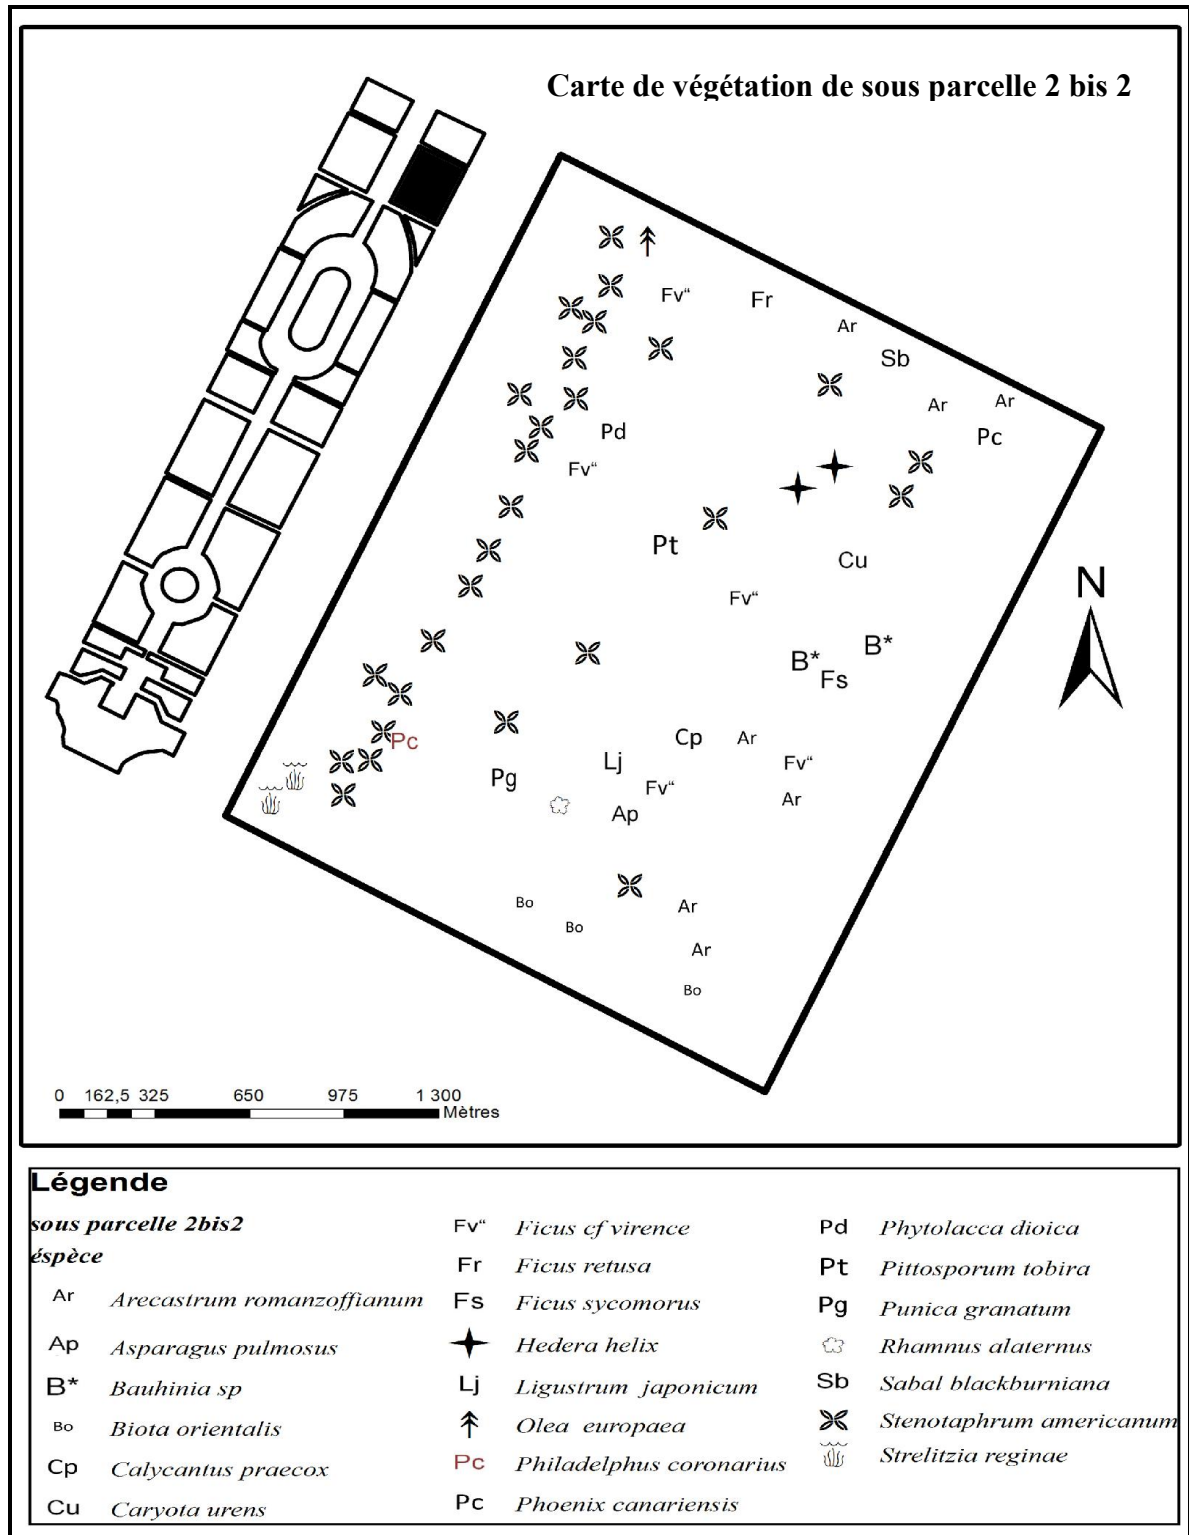 Carte de végétation de sous parcelle 2 bis 2
Fv“ Fr
Ar
Sb
Ar Ar
Pd Pc
Fv“
Pt
Cu
Fv“
B*
B*
Fs
Pc Cp Ar
Lj Fv“
Pg Fv“
Ar
Ap
Bo Ar
Bo
Ar
Bo
N
0 162,5 325 650 975 1 300
Mètres
Légende
sous parcelle 2bis2
éspèce
Ar Arecastrum romanzoffianum
Ap Asparagus pulmosus
B* Bauhinia sp
Bo Biota orientalis
Cp Calycantus praecox
Cu Caryota urens
Fv“ Ficus cf virence
Fr Ficus retusa
Fs Ficus sycomorus
Hedera helix
Lj Ligustrum japonicum
Olea europaea
Pc Philadelphus coronarius
Pc Phoenix canariensis
Pd Phytolacca dioica
Pt Pittosporum tobira
Pg Punica granatum
Rhamnus alaternus
Sb Sabal blackburniana
Stenotaphrum americanum
Strelitzia reginae